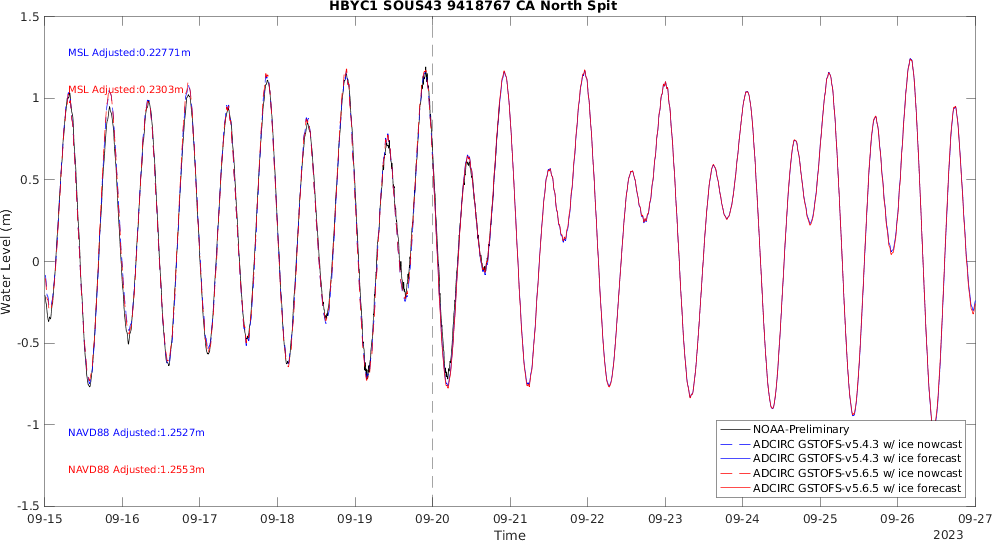 HBYC1 SOUS43 9418767 CA North Spit
1.5
1
0.5
0
-0.5
-1
-1.5
Water Level (m)
MSL Adjusted:0.22771m
MSL Adjusted:0.2303m
NAVD88 Adjusted:1.2527m
NAVD88 Adjusted:1.2553m
NOAA-Preliminary
ADCIRC GSTOFS-v5.4.3 w/ ice nowcast
ADCIRC GSTOFS-v5.4.3 w/ ice forecast
ADCIRC GSTOFS-v5.6.5 w/ ice nowcast
ADCIRC GSTOFS-v5.6.5 w/ ice forecast
09-15 09-16 09-17 09-18 09-19 09-20 09-21 09-22 09-23 09-24 09-25 09-26 09-27
Time
2023